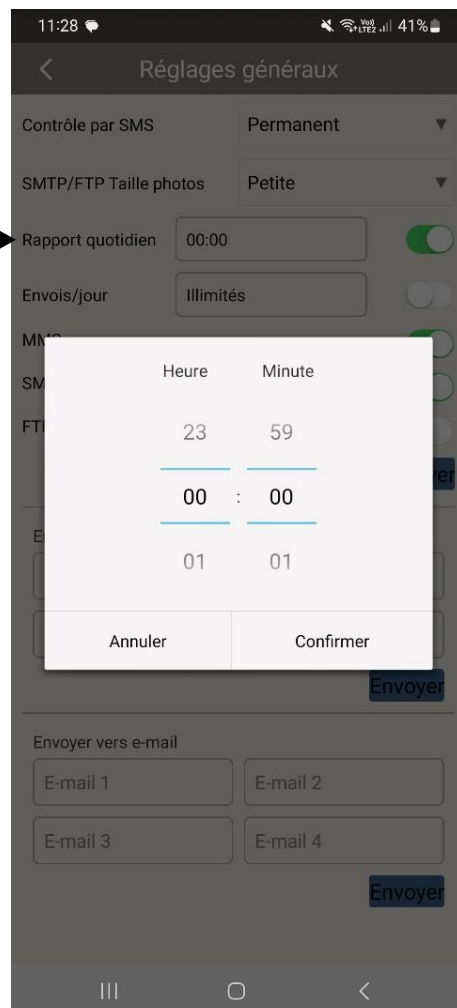 11:28 Vo)) LTE2 41%
Réglages généraux
Contrôle par SMS Permanent
SMTP/FTP Taille photos Petite
Rapport quotidien 00:00
Envois/jour Illimités
Heure Minute
23 59
00 : 00
01 01
Annuler Confirmer
Envoyer
Envoyer vers e-mail
E-mail 1 E-mail 2
E-mail 3 E-mail 4
Envoyer